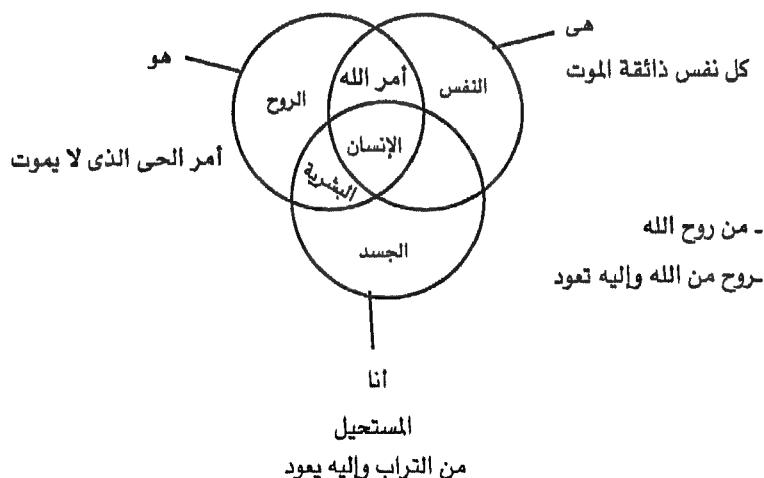 هى
هو
كل نفس ذائقة الموت
أمر الله
النفس
الروح
الإنسان
أمر الحى الذى لا يموت
البشرية
ـ من روح الله
الجسد
ـروح من الله وإليه تعود
انا
المستحيل
من التراب وإليه يعود